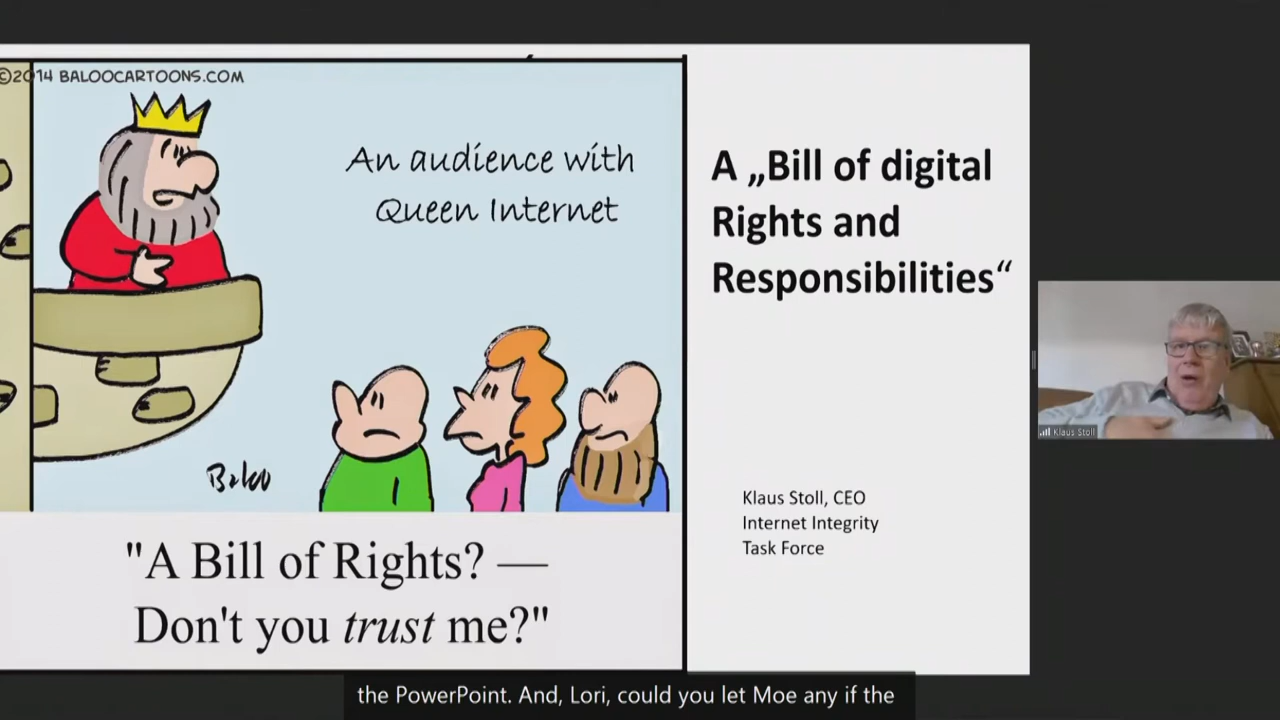 ©2014 BALOOCARTOONS.COM
An audience with
Queen Internet
Baloo
"A Bill of Rights? —
Don't you trust me?"
A „Bill of digital
Rights and
Responsibilities“
Klaus Stoll, CEO
Internet Integrity
Task Force
Klaus Stoll
the PowerPoint. And, Lori, could you let Moe any if the